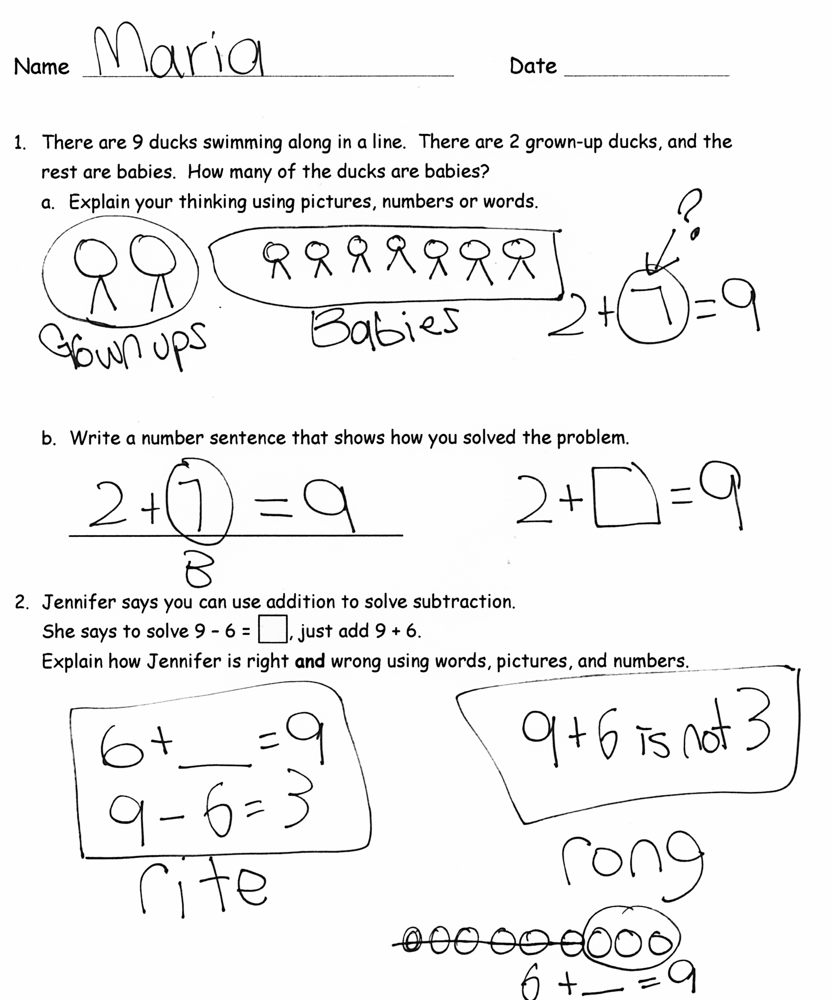 Name Maria Date
1. There are 9 ducks swimming along in a line. There are 2 grown-up ducks, and the
rest are babies. How many of the ducks are babies?
a. Explain your thinking using pictures, numbers or words.
?
2 + 7 = 9
Grown ups Babies
b. Write a number sentence that shows how you solved the problem.
2 + 7 = 9 2 + □ = 9
B
2. Jennifer says you can use addition to solve subtraction.
She says to solve 9 - 6 = □, just add 9 + 6.
Explain how Jennifer is right and wrong using words, pictures, and numbers.
6 + __ = 9 9 + 6 is not 3
9 - 6 = 3
rite rong
6 + __ = 9